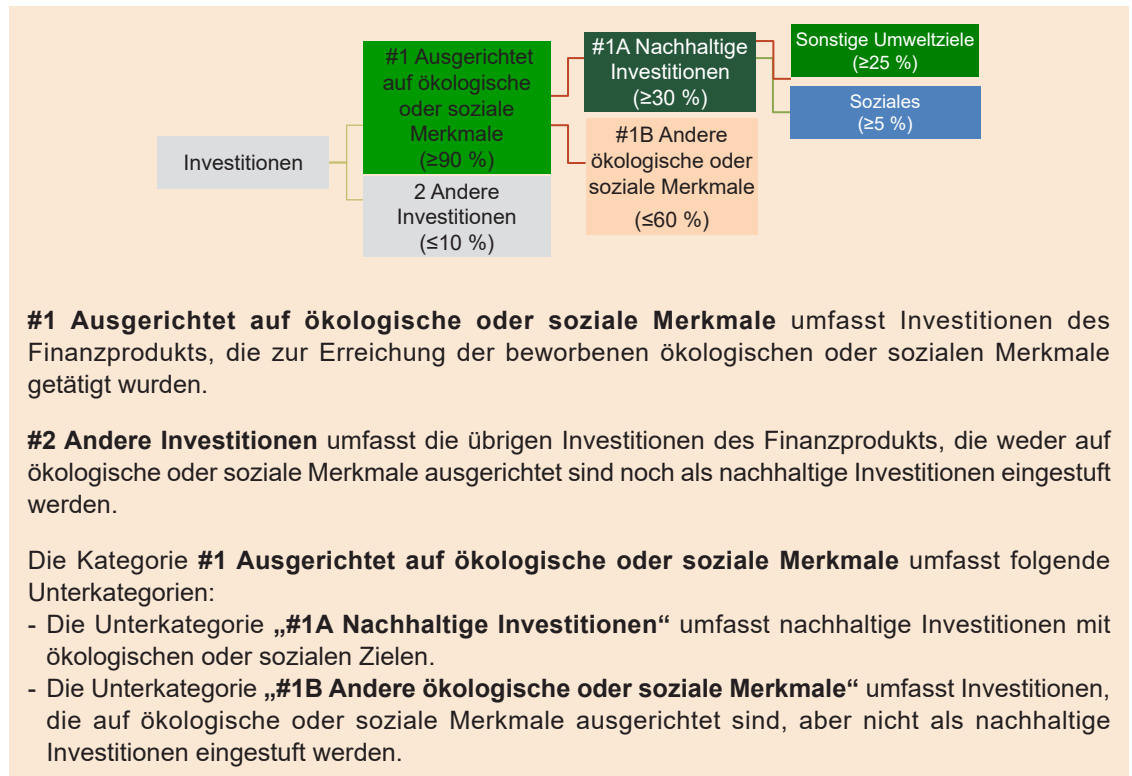 Investitionen
#1 Ausgerichtet
auf ökologische
oder soziale
Merkmale
(≥90 %)
2 Andere
Investitionen
(≤10 %)
#1A Nachhaltige
Investitionen
(≥30 %)
#1B Andere
ökologische oder
soziale Merkmale
(≤60 %)
Sonstige Umweltziele
(≥25 %)
Soziales
(≥5 %)
#1 Ausgerichtet auf ökologische oder soziale Merkmale umfasst Investitionen des
Finanzprodukts, die zur Erreichung der beworbenen ökologischen oder sozialen Merkmale
getätigt wurden.
#2 Andere Investitionen umfasst die übrigen Investitionen des Finanzprodukts, die weder auf
ökologische oder soziale Merkmale ausgerichtet sind noch als nachhaltige Investitionen eingestuft
werden.
Die Kategorie #1 Ausgerichtet auf ökologische oder soziale Merkmale umfasst folgende
Unterkategorien:
- Die Unterkategorie „#1A Nachhaltige Investitionen“ umfasst nachhaltige Investitionen mit
ökologischen oder sozialen Zielen.
- Die Unterkategorie „#1B Andere ökologische oder soziale Merkmale“ umfasst Investitionen,
die auf ökologische oder soziale Merkmale ausgerichtet sind, aber nicht als nachhaltige
Investitionen eingestuft werden.